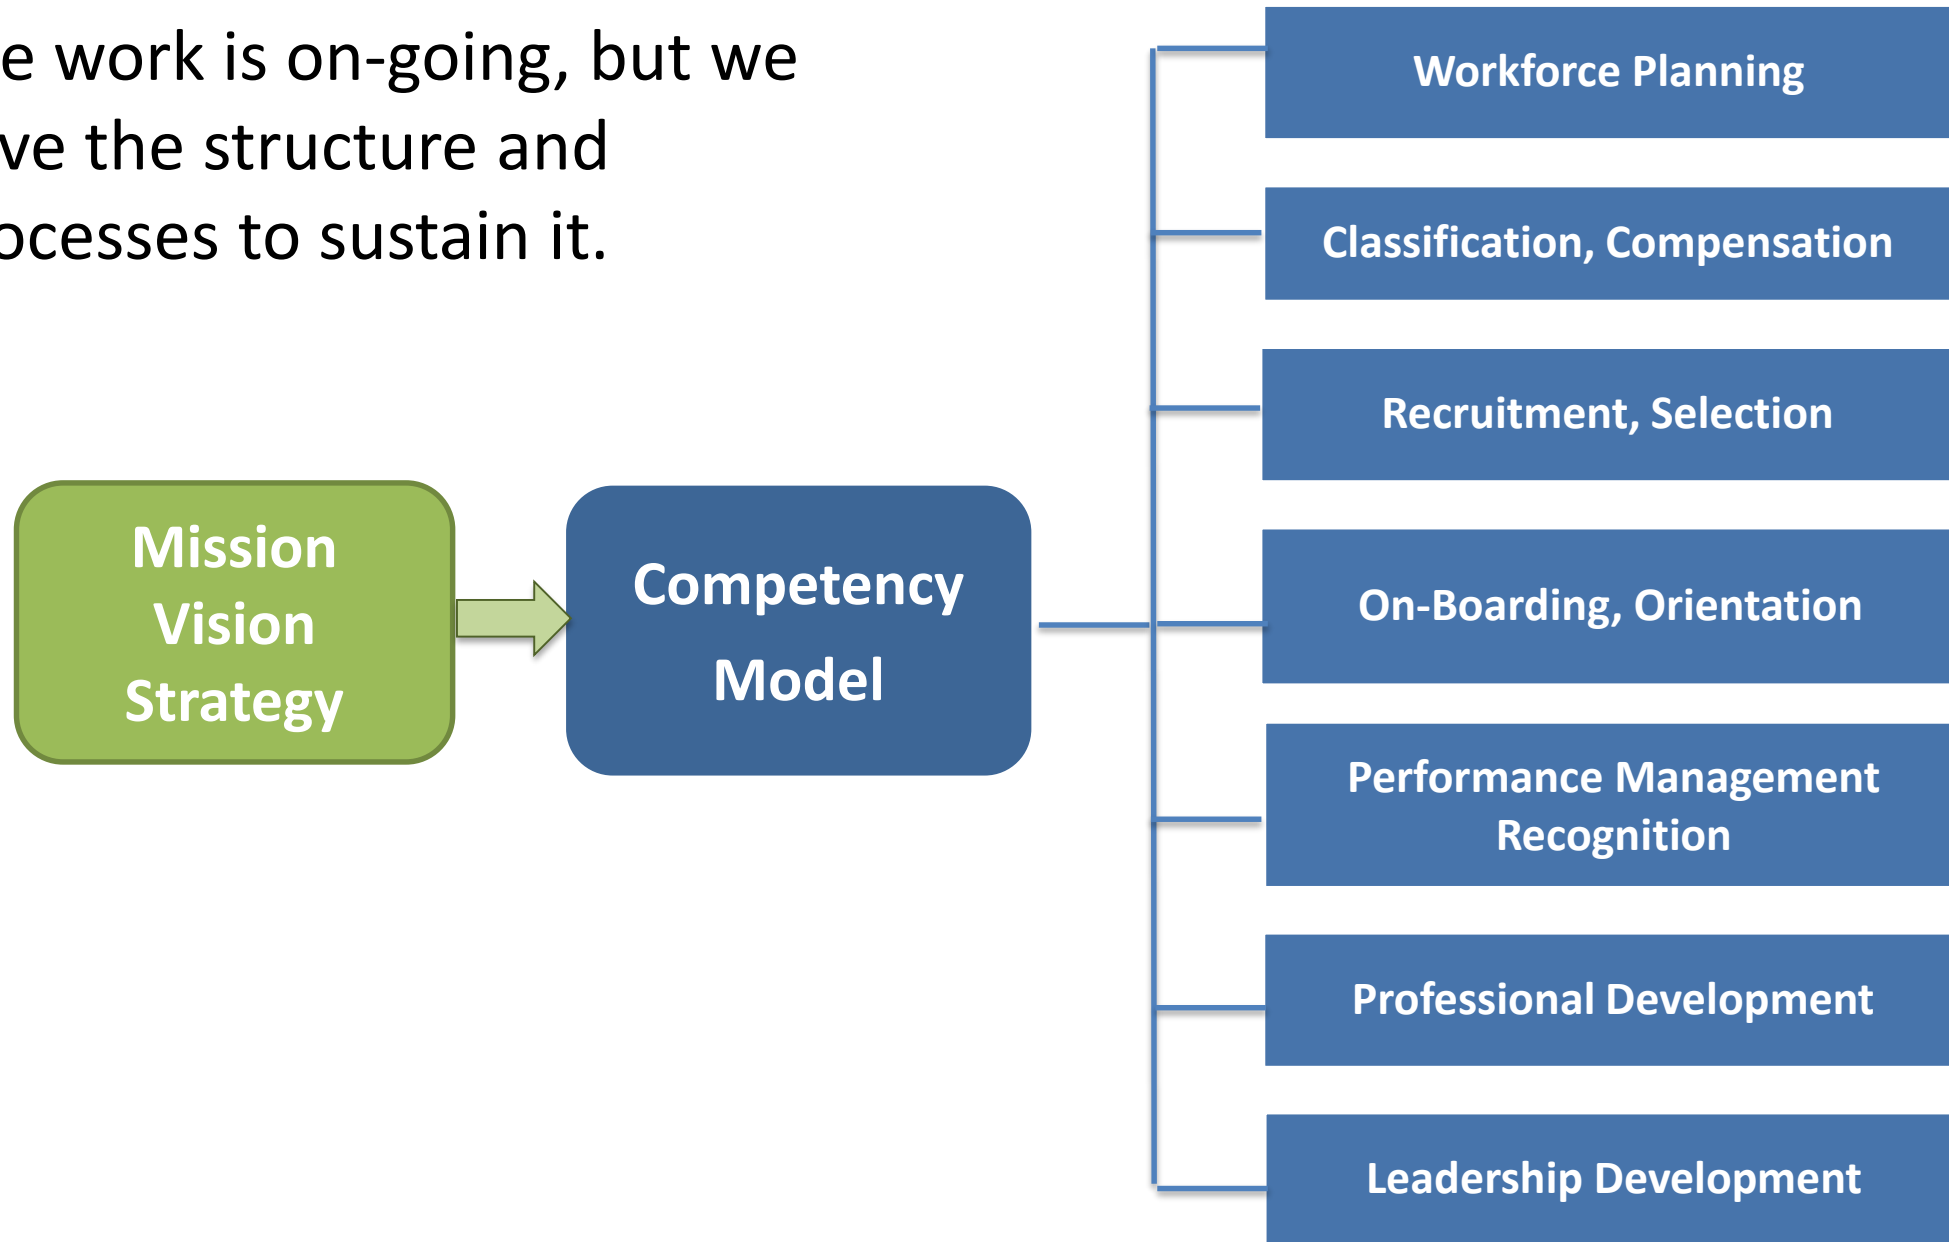 e work is on-going, but we
ve the structure and
ocesses to sustain it.
Mission
Vision
Strategy
Competency
Model
Workforce Planning
Classification, Compensation
Recruitment, Selection
On-Boarding, Orientation
Performance Management
Recognition
Professional Development
Leadership Development